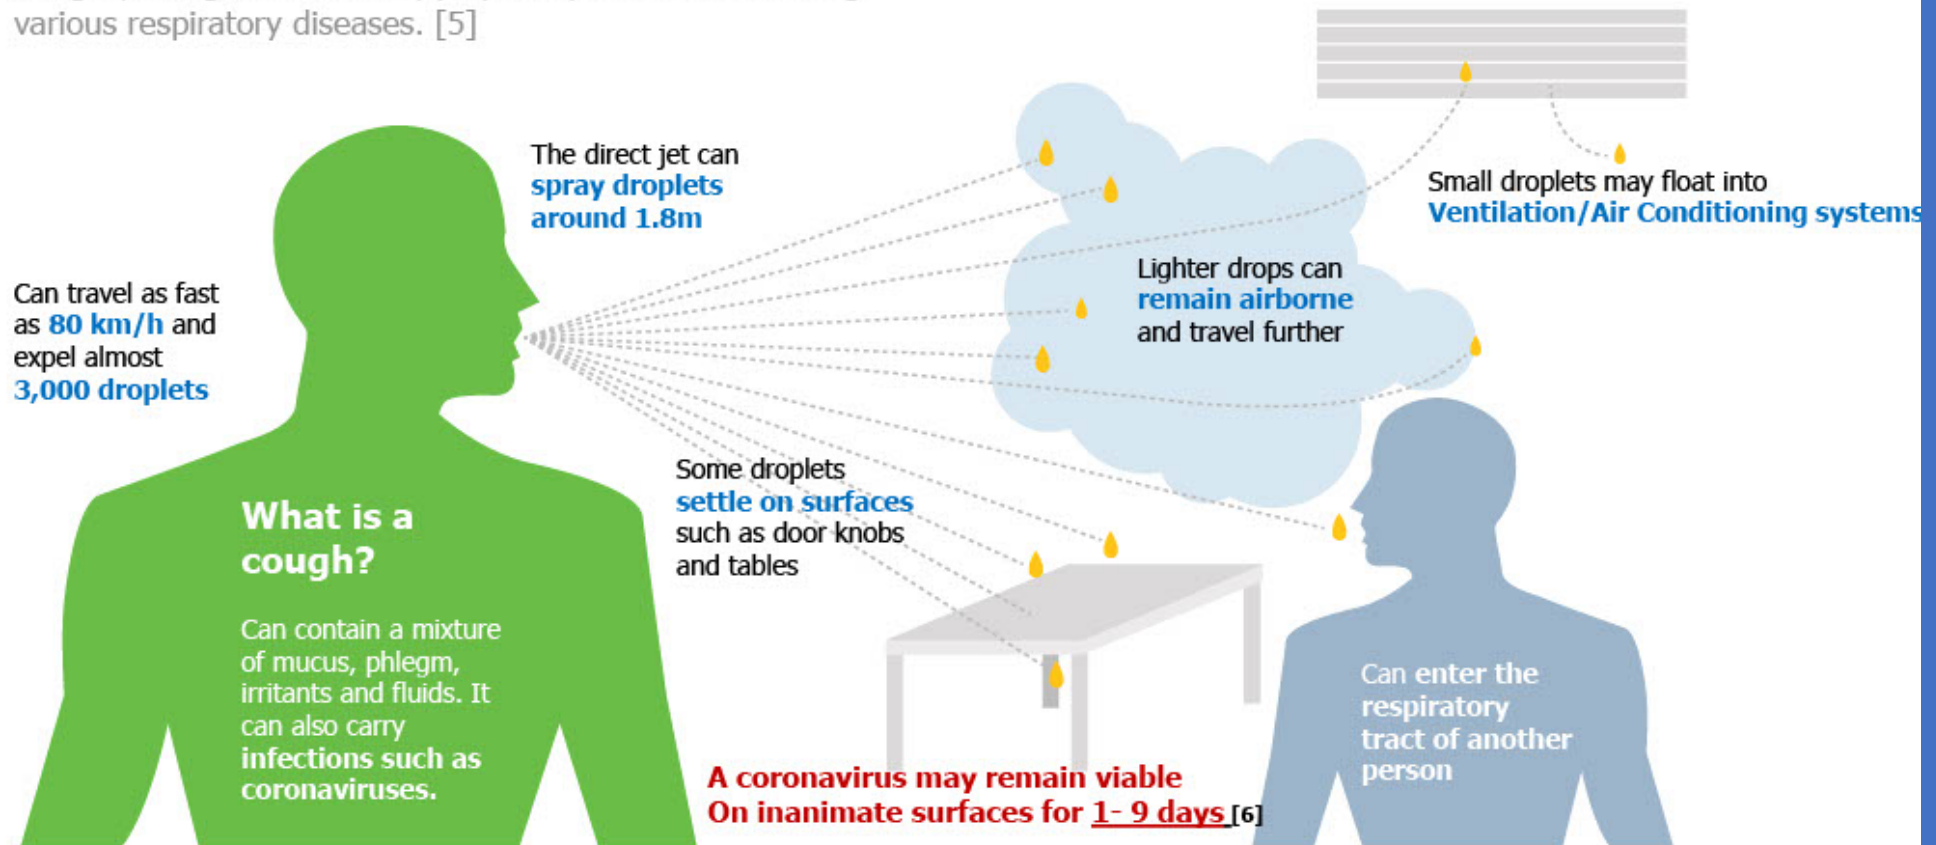 various respiratory diseases. [5]
The direct jet can
spray droplets
around 1.8m
Small droplets may float into
Ventilation/Air Conditioning systems
Can travel as fast
as 80 km/h and
expel almost
3,000 droplets
Lighter drops can
remain airborne
and travel further
Some droplets
settle on surfaces
such as door knobs
and tables
What is a
cough?
Can contain a mixture
of mucus, phlegm,
irritants and fluids. It
can also carry
infections such as
coronaviruses.
Can enter the
respiratory
tract of another
person
A coronavirus may remain viable
On inanimate surfaces for 1- 9 days [6]